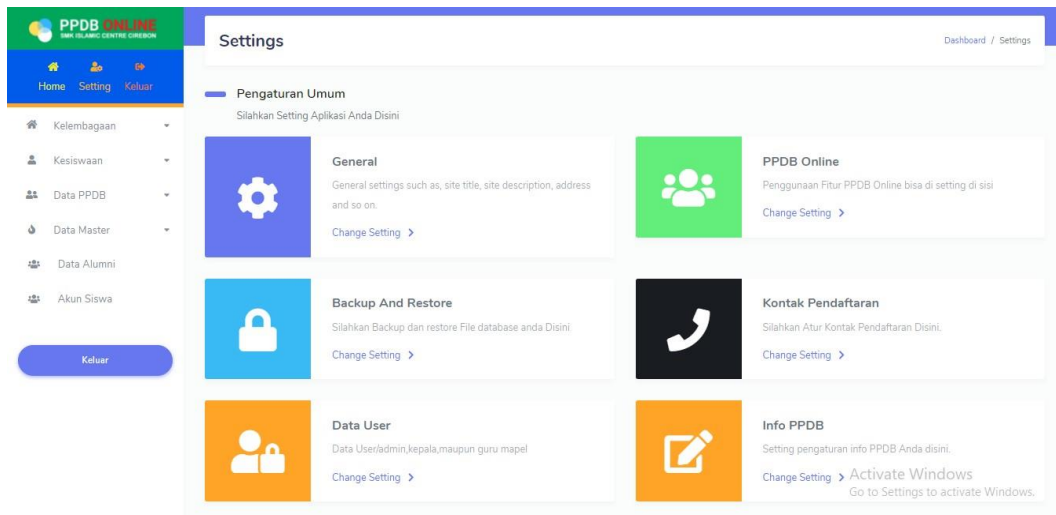 PPDB ONLINE
SMK ISLAMIC CENTRE CIREBON
Home Setting Keluar
Kelembagaan
Kesiswaan
Data PPDB
Data Master
Data Alumni
Akun Siswa
Keluar
Settings
Dashboard / Settings
Pengaturan Umum
Silahkan Setting Aplikasi Anda Disini
General
General settings such as, site title, site description, address
and so on.
Change Setting
PPDB Online
Penggunaan Fitur PPDB Online bisa di setting di sisi
Change Setting
Backup And Restore
Silahkan Backup dan restore File database anda Disini
Change Setting
Kontak Pendaftaran
Silahkan Atur Kontak Pendaftaran Disini.
Change Setting
Data User
Data User/admin,kepala,maupun guru mapel
Change Setting
Info PPDB
Setting pengaturan info PPDB Anda disini.
Change Setting
Activate Windows
Go to Settings to activate Windows.